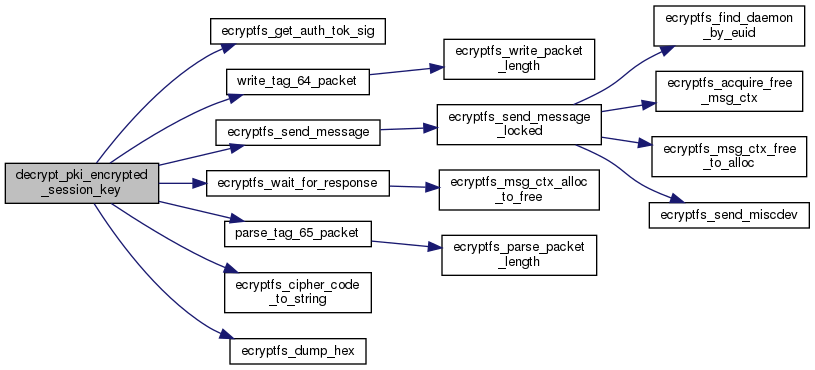 decrypt_pki_encrypted
_session_key
ecryptfs_get_auth_tok_sig
write_tag_64_packet
ecryptfs_send_message
ecryptfs_wait_for_response
parse_tag_65_packet
ecryptfs_cipher_code
_to_string
ecryptfs_dump_hex
ecryptfs_write_packet
_length
ecryptfs_send_message
_locked
ecryptfs_msg_ctx_alloc
_to_free
ecryptfs_parse_packet
_length
ecryptfs_find_daemon
_by_euid
ecryptfs_acquire_free
_msg_ctx
ecryptfs_msg_ctx_free
_to_alloc
ecryptfs_send_miscdev